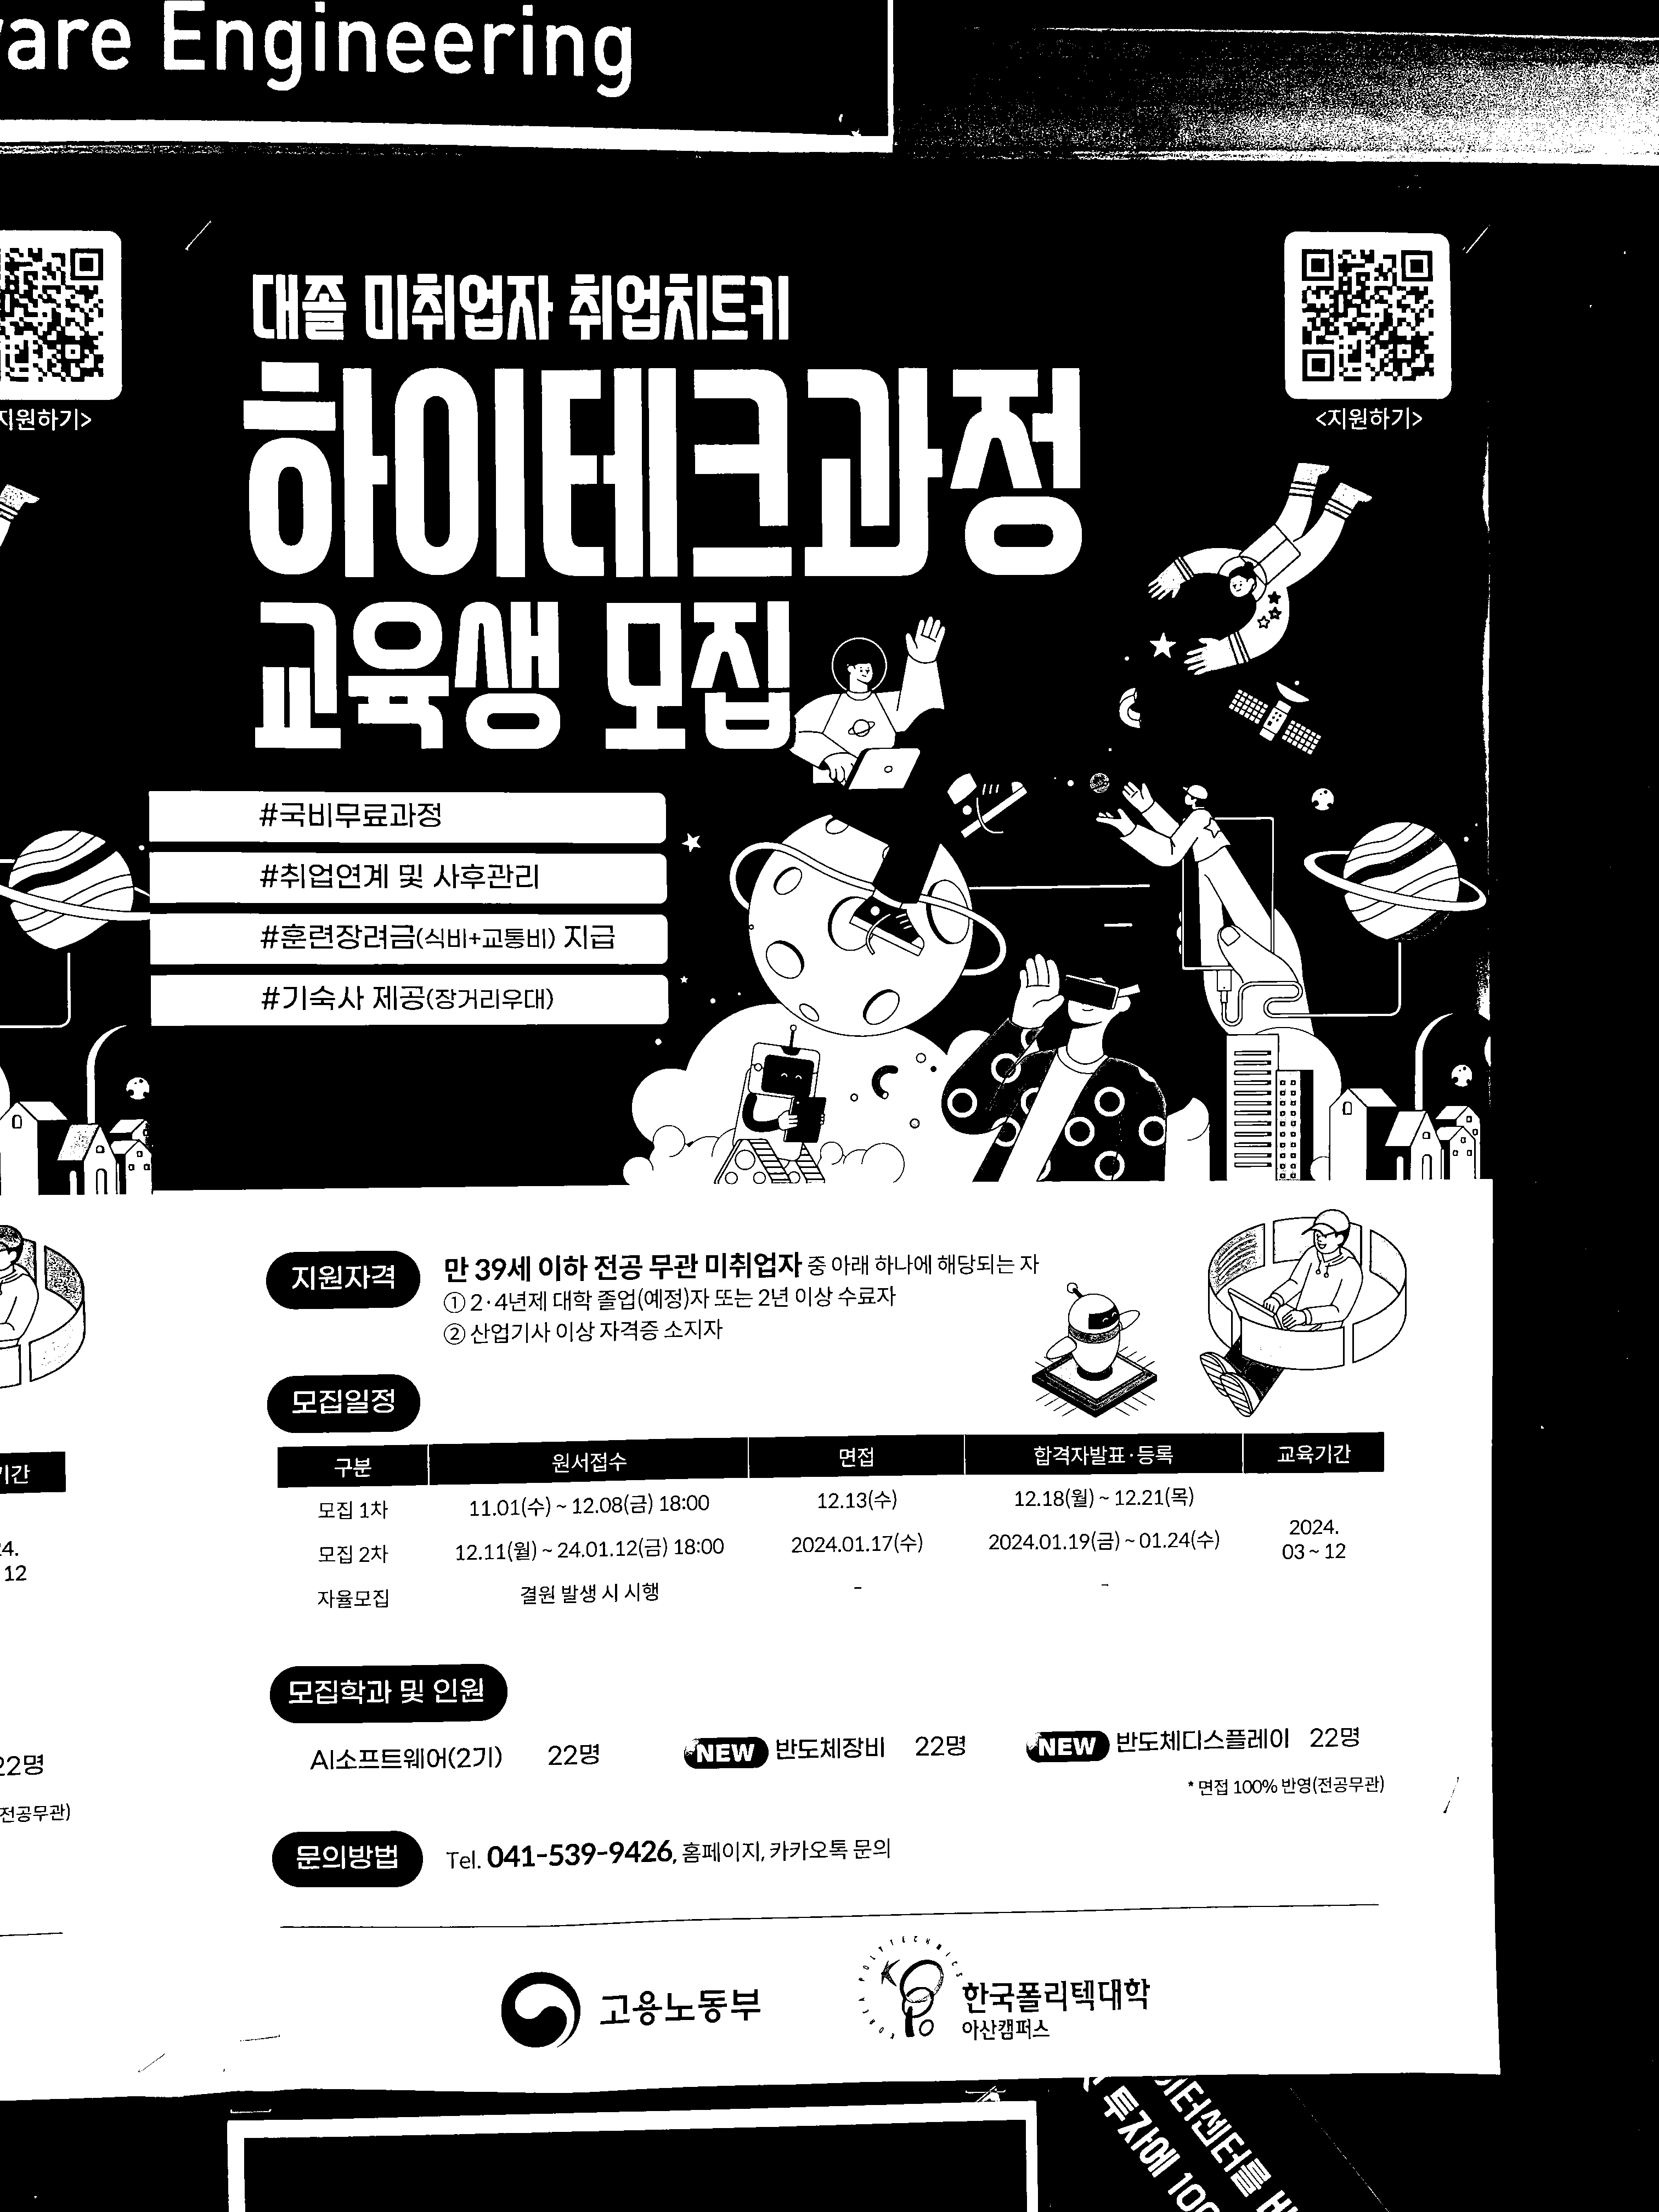 are Engineering
대졸 미취업자 취업치트키
하이테크과정
교육생 모집
<지원하기>
지원하기>
#국비무료과정
#취업연계 및 사후관리
#훈련장려금(식비+교통비) 지급
#기숙사 제공(장거리우대)
지원자격
만 39세 이하 전공 무관 미취업자 중 아래 하나에 해당되는 자
① 2·4년제 대학 졸업(예정)자 또는 2년 이상 수료자
② 산업기사 이상 자격증 소지자
모집일정
구분 원서접수 면접 합격자발표·등록 교육기간
모집 1차 11.01(수) ~ 12.08(금) 18:00 12.13(수) 12.18(월) ~ 12.21(목)
모집 2차 12.11(월) ~ 24.01.12(금) 18:00 2024.01.17(수) 2024.01.19(금) ~ 01.24(수)
2024.
03 ~ 12
자율모집 결원 발생 시 시행 - -
기간
4.
12
모집학과 및 인원
AI소프트웨어(2기) 22명 NEW 반도체장비 22명 NEW 반도체디스플레이 22명
* 면접 100% 반영(전공무관)
22명
전공무관)
문의방법
Tel. 041-539-9426, 홈페이지, 카카오톡 문의
고용노동부
KOREA POLYTECHNICS
한국폴리텍대학
아산캠퍼스
이터센터를
투자에 100